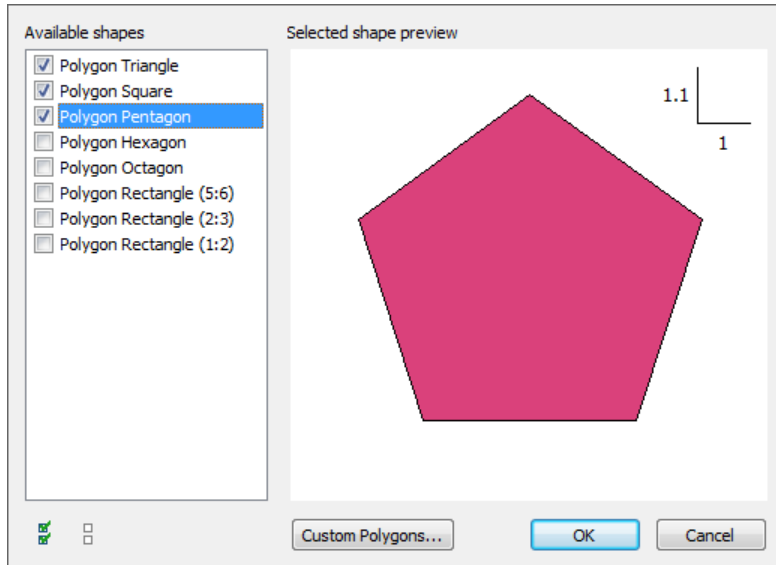 Available shapes
Polygon Triangle
Polygon Square
Polygon Pentagon
Polygon Hexagon
Polygon Octagon
Polygon Rectangle (5:6)
Polygon Rectangle (2:3)
Polygon Rectangle (1:2)
Selected shape preview
1.1
1
Custom Polygons...
OK
Cancel